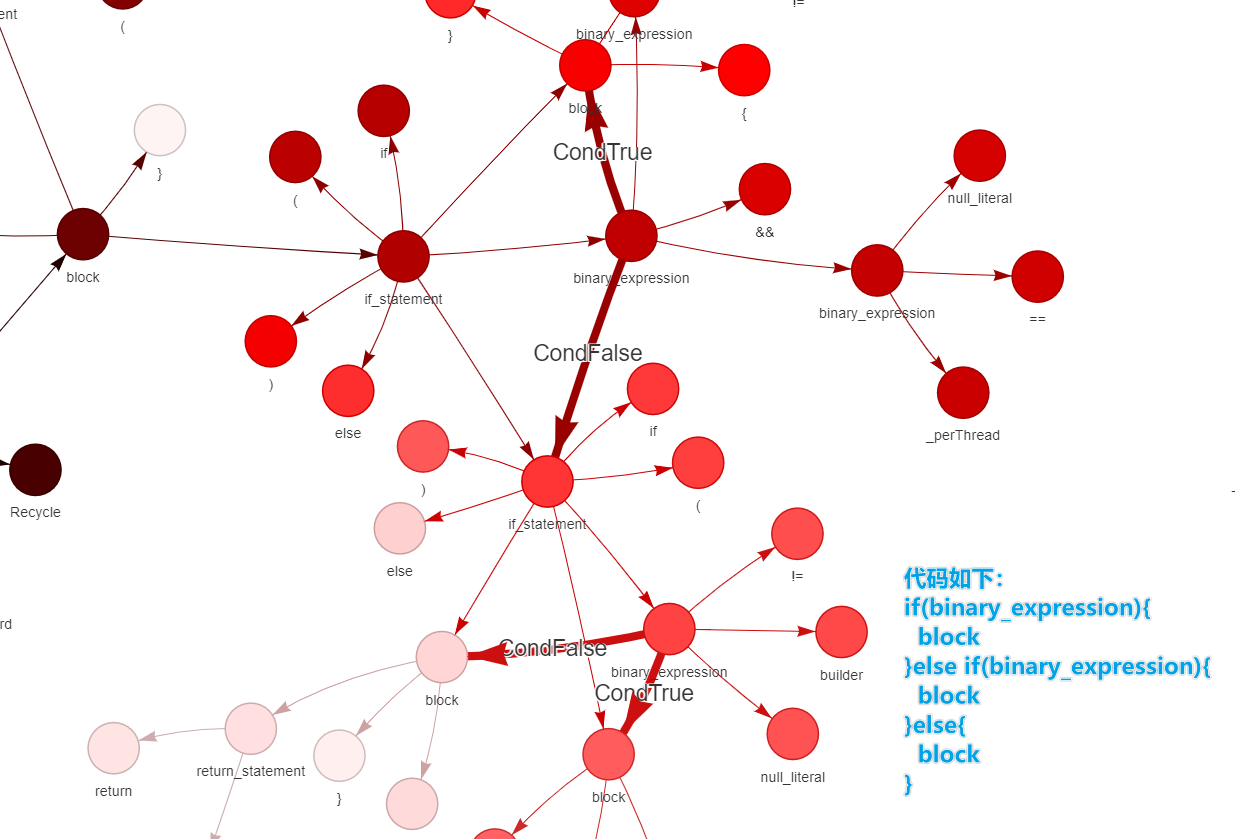 ent
(
}
binary_expression
!=
block
{
if
CondTrue
}
(
null_literal
&&
block
if_statement
binary_expression
binary_expression
==
CondFalse
)
else
if
_perThread
)
(
Recycle
if_statement
else
!=
rd
CondFalse
binary_expression
builder
block
CondTrue
return_statement
null_literal
return
}
block
代码如下：
if(binary_expression){
block
}else if(binary_expression){
block
}else{
block
}